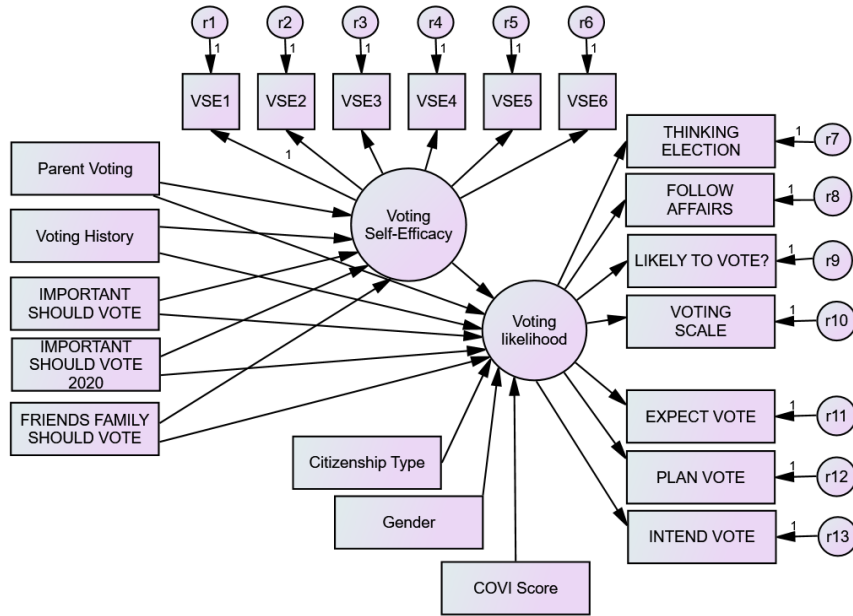 r1
r2
r3
r4
r5
r6
1
1
1
1
1
1
VSE1
VSE2
VSE3
VSE4
VSE5
VSE6
1
Parent Voting
Voting History
IMPORTANT
SHOULD VOTE
IMPORTANT
SHOULD VOTE
2020
FRIENDS FAMILY
SHOULD VOTE
Voting
Self-Efficacy
Voting
likelihood
Citizenship Type
Gender
COVI Score
THINKING
ELECTION
1
r7
FOLLOW
AFFAIRS
1
r8
LIKELY TO VOTE?
1
r9
VOTING
SCALE
1
r10
EXPECT VOTE
1
r11
PLAN VOTE
1
r12
INTEND VOTE
1
r13